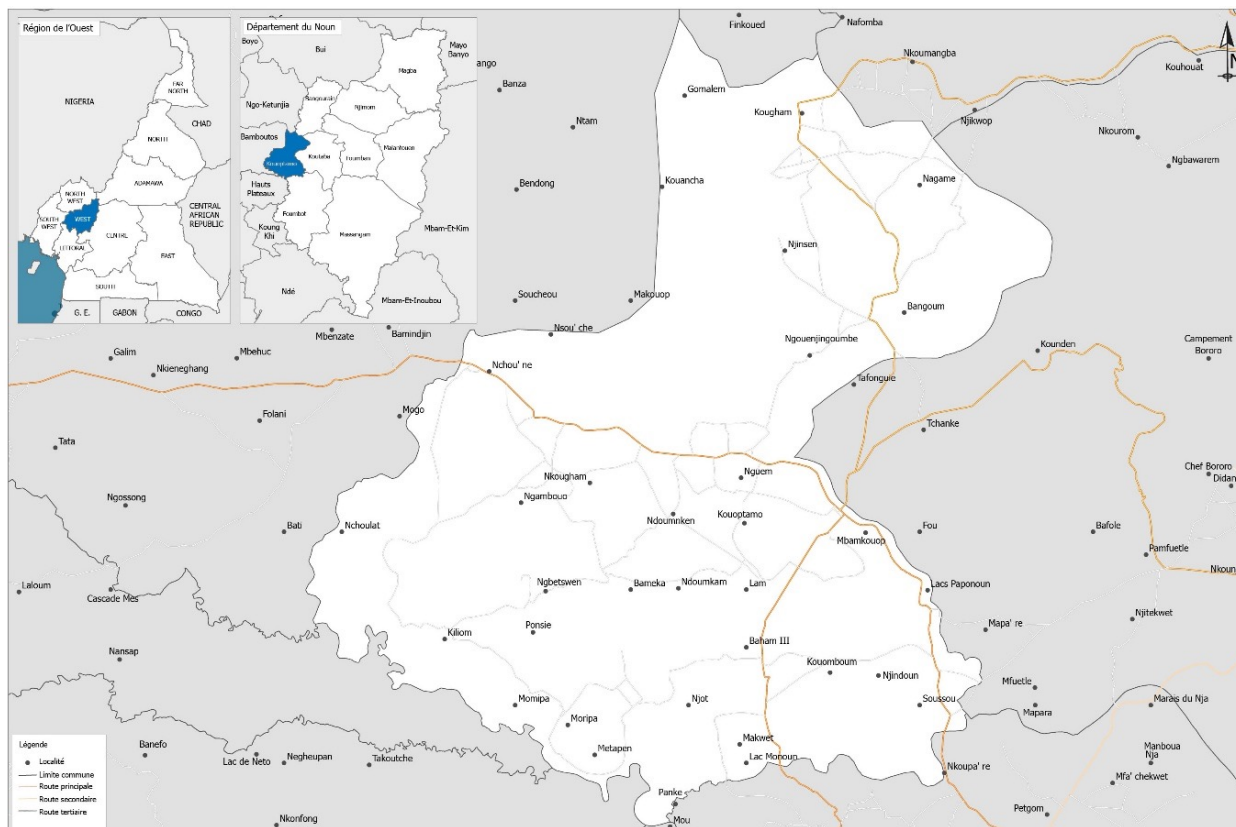 Région de l'Ouest
NIGERIA
FAR
NORTH
CHAD
NORTH
ADAMAWA
NORTH
WEST
CENTRAL
AFRICAN
REPUBLIC
SOUTH
WEST
WEST
CENTRE
LITTORAL
EAST
SOUTH
G. E.
GABON
CONGO
Département du Noun
Boyo
Bui
Mayo
Banyo
Magba
Ngo-Ketunjia
Bangourain
Njimom
Bamboutos
Kouoptamo
Koutaba
Foumban
Malantouen
Hauts
Plateaux
Foumbot
Koung
Khi
Massangam
Mbam-Et-Kim
Ndé
Mbam-Et-Inoubou
Finkoued
Nafomba
Nkoumangba
Kouhouat
N
ango
Banza
Gomalem
Kougham
Njikwop
Ntam
Nkourom
Ngbawarem
Bendong
Kouancha
Nagame
Njinsen
Soucheou
Makouop
Bangoum
Mbenzate
Bamindjin
Nsou' che
Galim
Mbehuc
Ngouenjingoumbe
Kounden
Campement
Bororo
Nkieneghang
Nchou' ne
Tafonguie
Folani
Mogo
Tchanke
Tata
Nkougham
Nguem
Chef Bororo
Didan
Ngossong
Ngambouo
Ndoumnken
Kouoptamo
Bati
Nchoulat
Mbamkouop
Fou
Bafole
Pamfuetle
Nkoun
Laloum
Cascade Mes
Ngbetswen
Bameka
Ndoumkam
Lam
Lacs Paponoun
Njitekwet
Kiliom
Ponsie
Baham III
Mapa' re
Nansap
Kouomboum
Njindoun
Mfuetle
Momipa
Njot
Soussou
Mapara
Marais du Nja
Moripa
Banefo
Lac de Neto
Negheupan
Takoutche
Metapen
Makwet
Lac Monoun
Nkoupa' re
Manboua
Nja
Mfa' chekwet
Panke
Petgom
Nkonfong
Mou
Légende
Localité
Limite commune
Route principale
Route secondaire
Route tertiaire